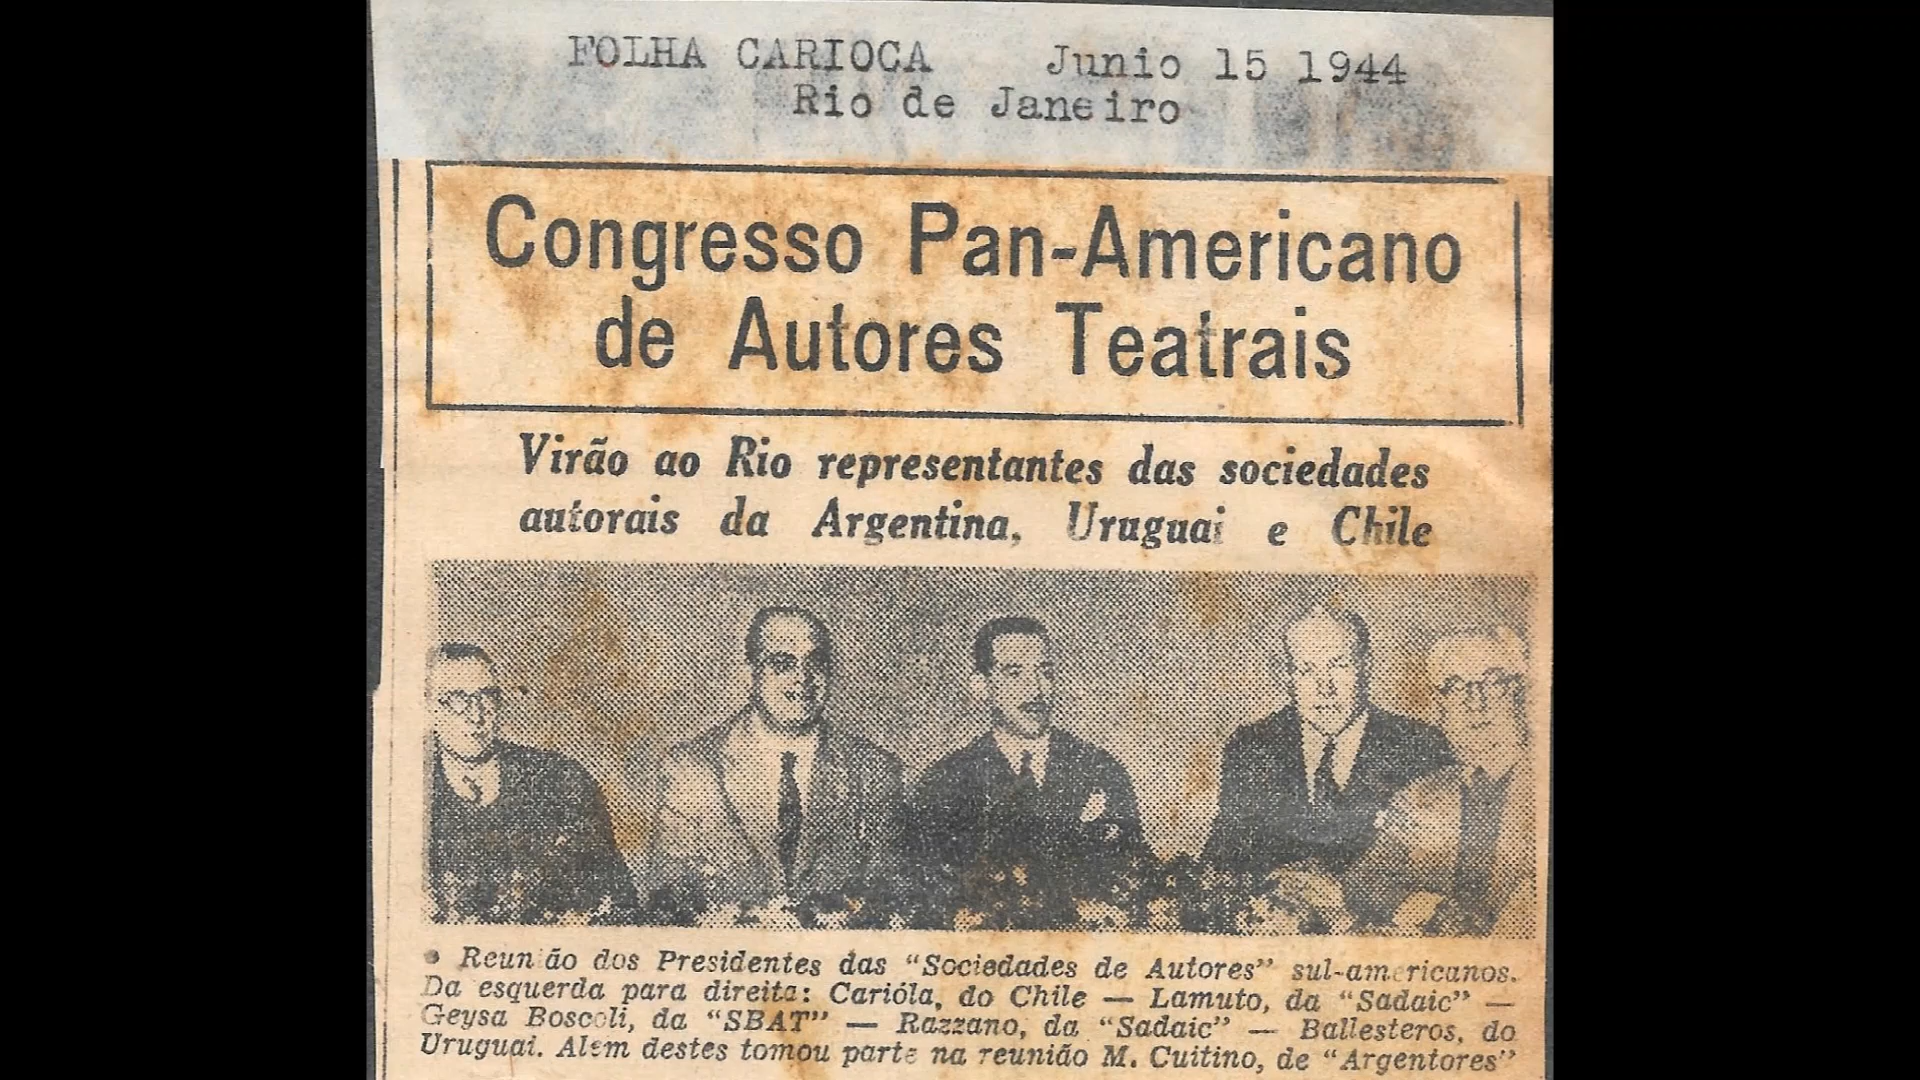 FOLHA CARIOCA Junio 15 1944
Rio de Janeiro
Congresso Pan-Americano
de Autores Teatrais
Virão ao Rio representantes das sociedades
autorais da Argentina, Uruguai e Chile
• Reunião dos Presidentes das "Sociedades de Autores" sul-americanos.
Da esquerda para direita: Carióla, do Chile — Lamuto, da "Sadaic" —
Geysa Boscoli, da "SBAT" — Razzano, da "Sadaic" — Ballesteros, do
Uruguai. Alem destes tomou parte na reunião M. Cuitino, de "Argentores"